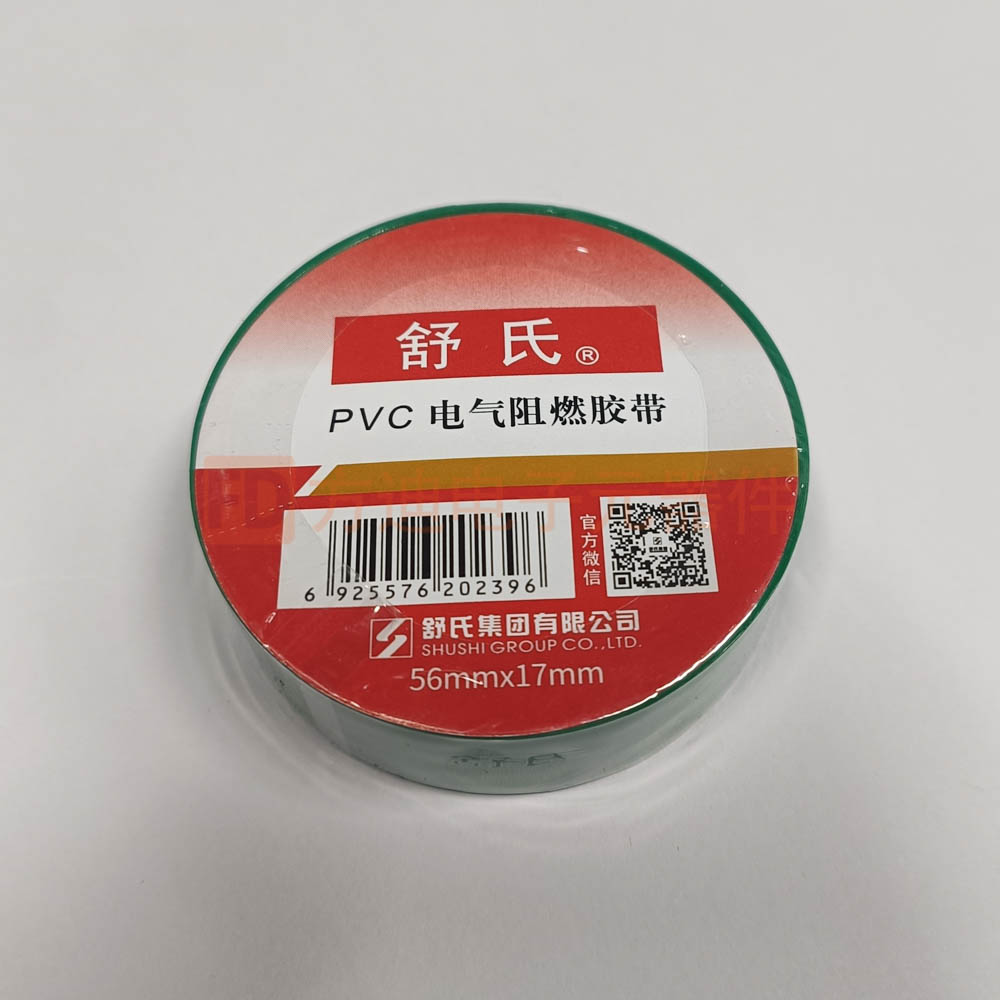 舒氏®
PVC 电气阻燃胶带
官方微信
6 925576 202396
舒氏集团有限公司
SHUSHI GROUP CO.,LTD.
56mmx17mm